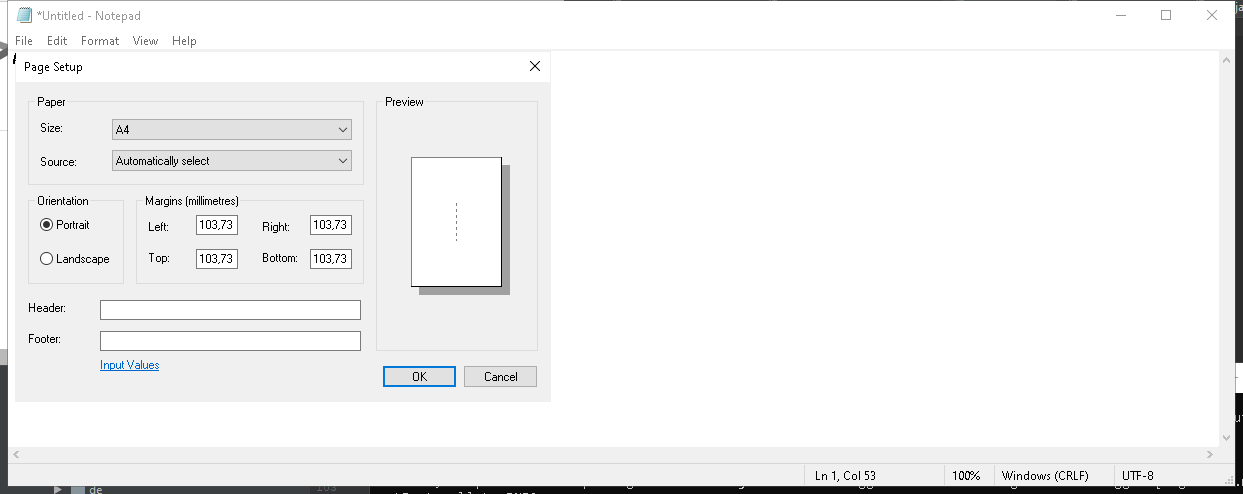 *Untitled - Notepad
File Edit Format View Help
Page Setup
Paper
Size: A4
Source: Automatically select
Preview
Orientation
Portrait
Landscape
Margins (millimetres)
Left: 103,73 Right: 103,73
Top: 103,73 Bottom: 103,73
Header:
Footer:
Input Values
OK Cancel
Ln 1, Col 53 100% Windows (CRLF) UTF-8
de